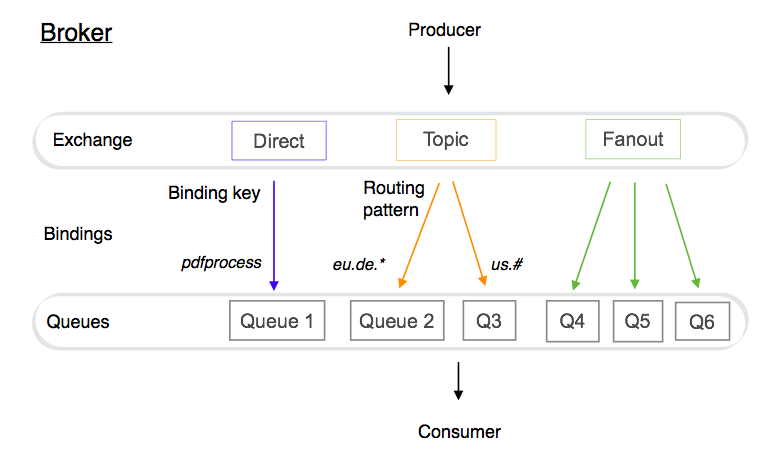 Broker
Producer
Exchange
Direct
Topic
Fanout
Binding key
Routing
pattern
Bindings
pdfprocess
eu.de.*
us.#
Queues
Queue 1
Queue 2
Q3
Q4
Q5
Q6
Consumer